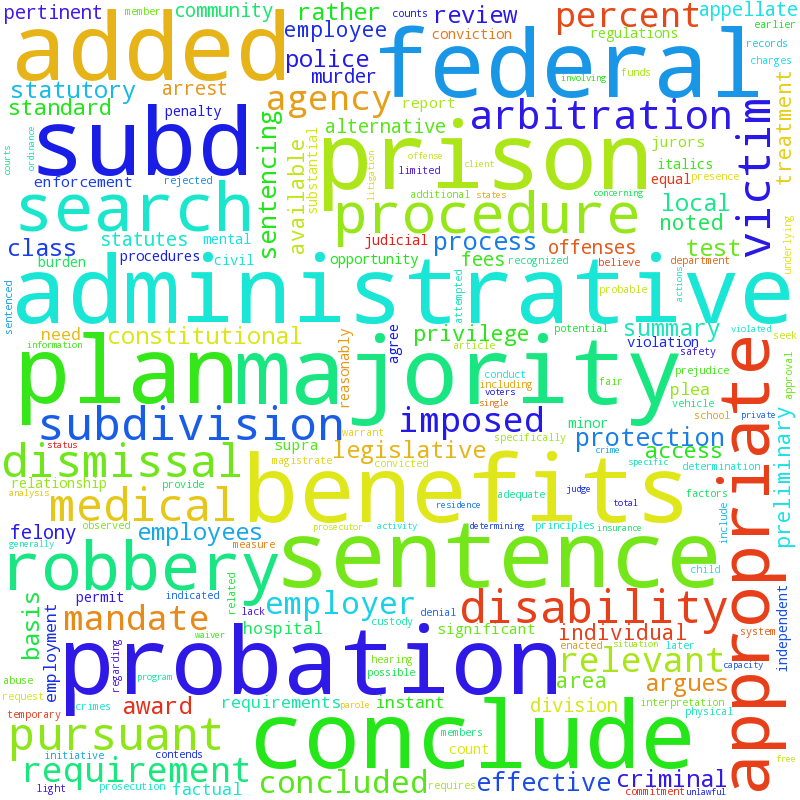 pertinent
member
community
rather
counts
review
percent
appellate
added
employee
conviction
regulations
earlier
federal
records
police
murder
involving
funds
charges
statutory
arrest
agency
report
standard
penalty
arbitration
treatment
victim
subd
sentencing
alternative
jurors
prison
offense
client
italics
courts
ordinance
available
substantial
litigation
limited
equal
presence
enforcement
rejected
additional
states
concerning
search
procedure
local
noted
class
statutes
mental
judicial
process
offenses
test
underlying
burden
procedures
civil
opportunity
fees
recognized
believe
department
administrative
attempted
actions
probable
sentenced
need
constitutional
reasonably
agree
privilege
potential
summary
violated
seek
information
article
violation
safety
plan
majority
approval
conduct
including
fair
prejudice
plea
voters
single
vehicle
subdivision
imposed
minor
school
private
status
supra
warrant
legislative
specifically
protection
access
appropriate
preliminary
dismissal
magistrate
convicted
crime
specific
determination
relationship
provide
benefits
adequate
judge
total
factors
analysis
medical
residence
include
felony
observed
employees
prosecutor
activity
determining
principles
insurance
generally
measure
sentence
robbery
child
permit
indicated
related
employer
disability
independent
basis
employment
mandate
lack
custody
denial
hospital
significant
individual
system
waiver
enacted
situation
later
regarding
probation
hearing
relevant
capacity
abuse
program
possible
area
argues
physical
request
crimes
requirements
parole
instant
division
interpretation
temporary
award
conclude
pursuant
members
count
initiative
contends
free
requirement
concluded
requires
effective
criminal
light
prosecution
factual
commitment
unlawful